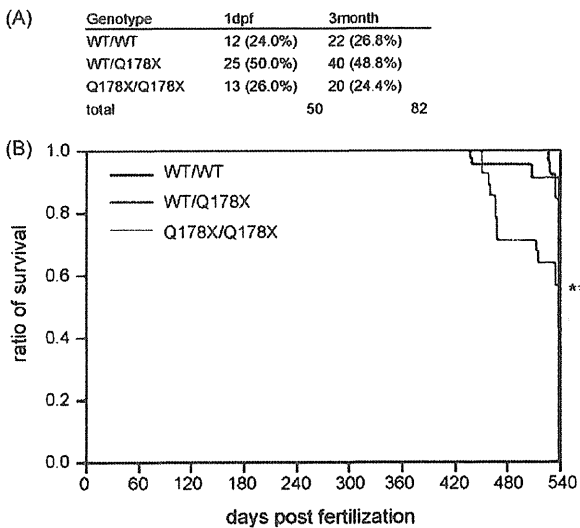 (A)
Genotype 1dpf 3month
WT/WT 12 (24.0%) 22 (26.8%)
WT/Q178X 25 (50.0%) 40 (48.8%)
Q178X/Q178X 13 (26.0%) 20 (24.4%)
total 50 82
(B)
WT/WT
WT/Q178X
Q178X/Q178X
ratio of survival
1.0
0.8
0.6
0.4
0.2
0.0
0 60 120 180 240 300 360 420 480 540
days post fertilization